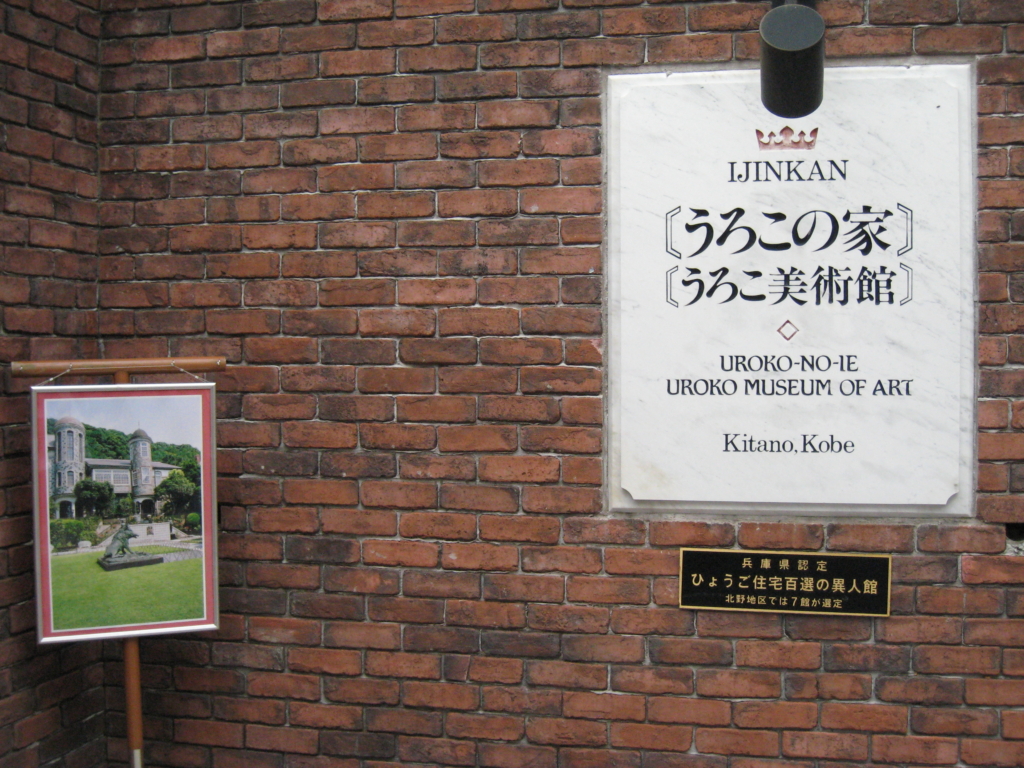 IJINKAN
〔うろこの家〕
〔うろこ美術館〕
UROKO-NO-IE
UROKO MUSEUM OF ART
Kitano, Kobe
兵庫県認定
ひょうご住宅百選の異人館
北野地区では7館が選定